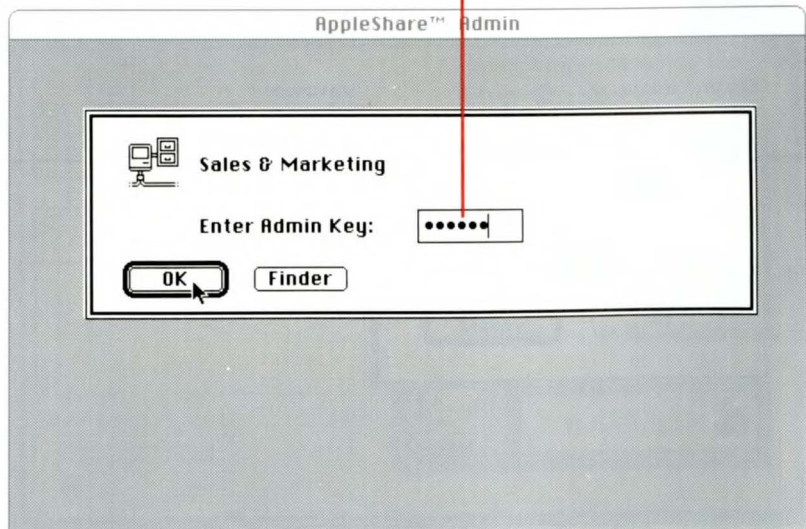 AppleShare™ Admin
Sales & Marketing
Enter Admin Key: ••••••
OK Finder